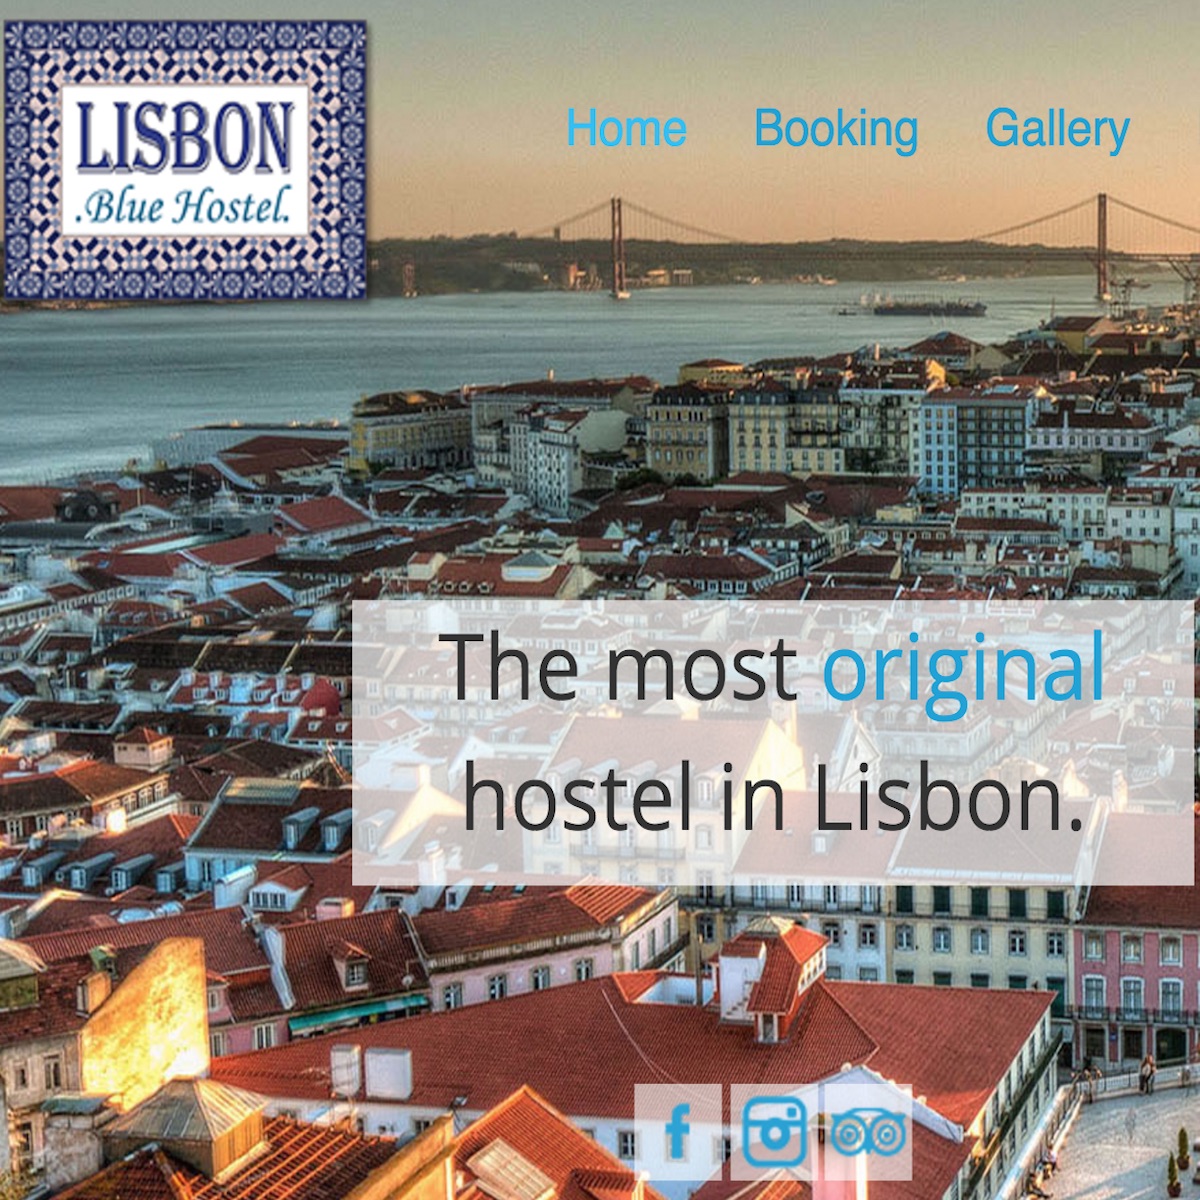 LISBON
.Blue Hostel.
Home Booking Gallery
The most original
hostel in Lisbon.